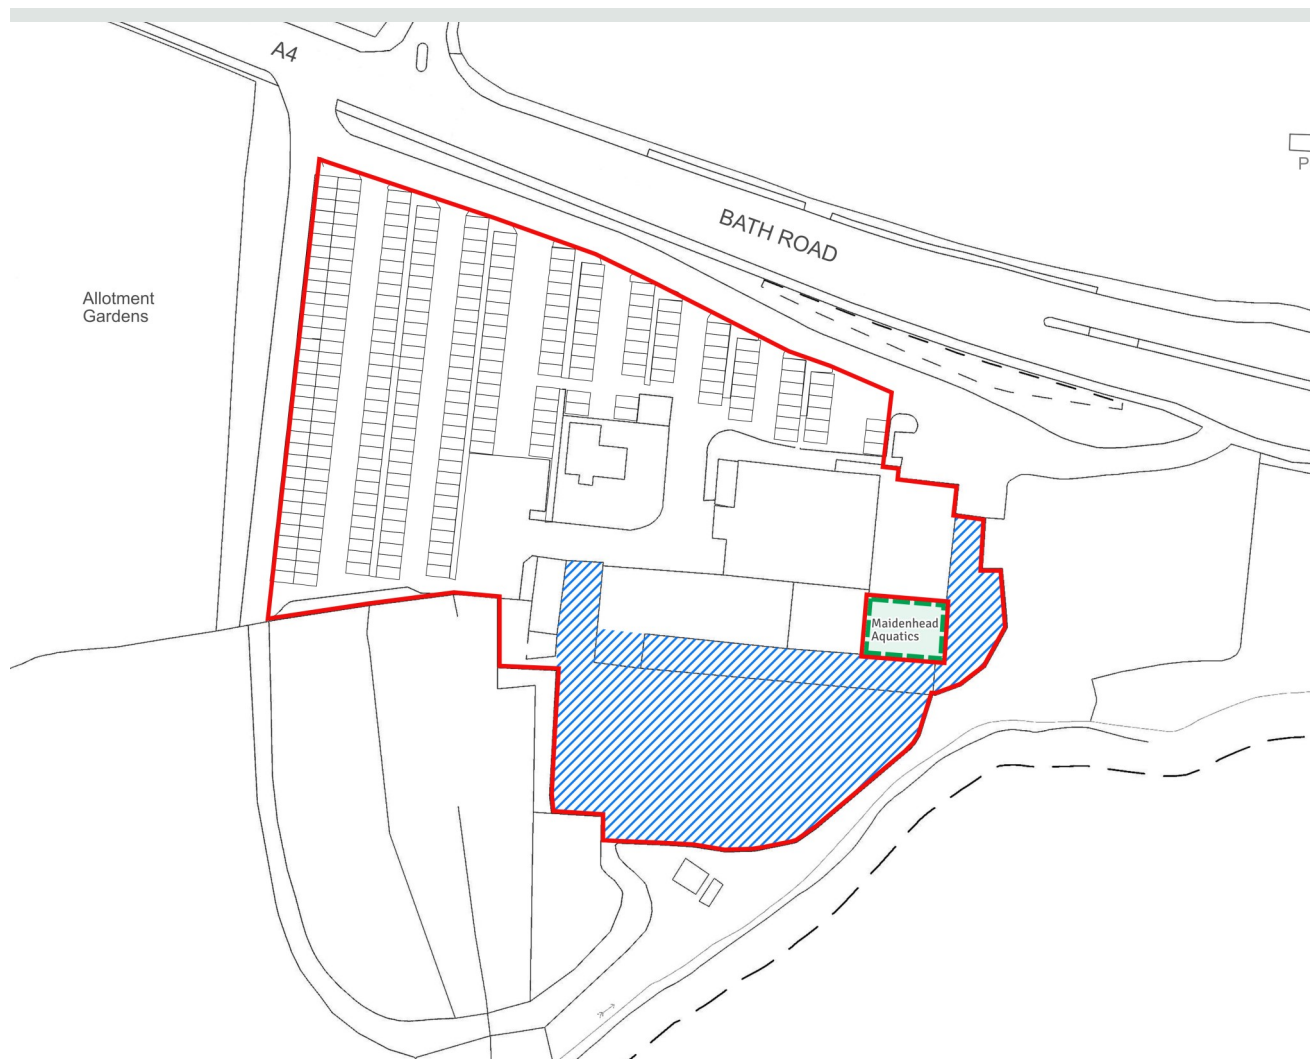 A4
P
BATH ROAD
Allotment
Gardens
Maidenhead
Aquatics